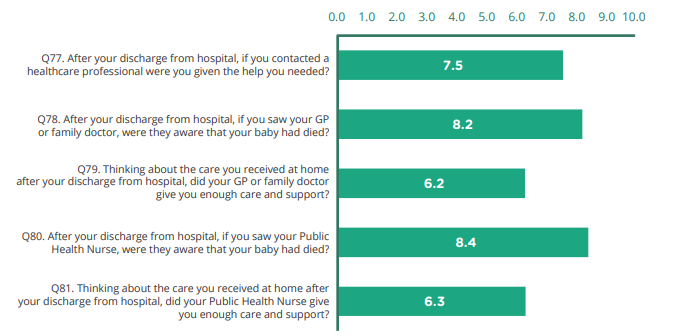 0.0 1.0 2.0 3.0 4.0 5.0 6.0 7.0 8.0 9.0 10.0
Q77. After your discharge from hospital, if you contacted a
healthcare professional were you given the help you needed?
7.5
Q78. After your discharge from hospital, if you saw your GP
or family doctor, were they aware that your baby had died?
8.2
Q79. Thinking about the care you received at home
after your discharge from hospital, did your GP or family doctor
give you enough care and support?
6.2
Q80. After your discharge from hospital, if you saw your Public
Health Nurse, were they aware that your baby had died?
8.4
Q81. Thinking about the care you received at home after
your discharge from hospital, did your Public Health Nurse give
you enough care and support?
6.3